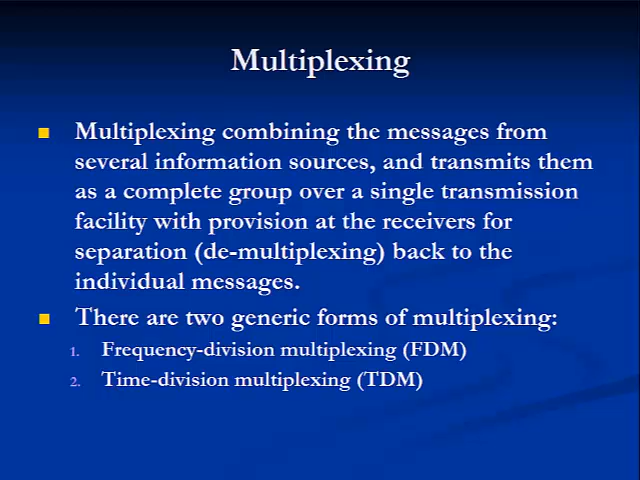 Multiplexing
Multiplexing combining the messages from
several information sources, and transmits them
as a complete group over a single transmission
facility with provision at the receivers for
separation (de-multiplexing) back to the
individual messages.
There are two generic forms of multiplexing:
1. Frequency-division multiplexing (FDM)
2. Time-division multiplexing (TDM)